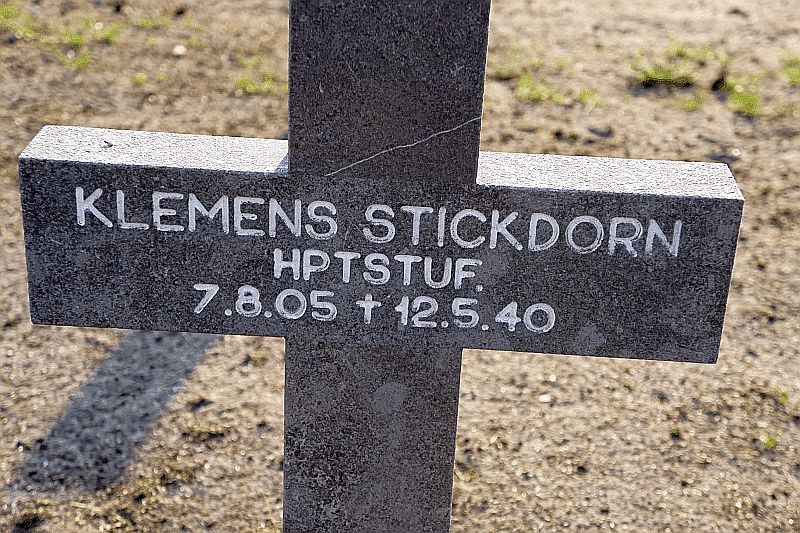 KLEMENS STICKDORN
HPTSTUF.
7.8.05 † 12.5.40